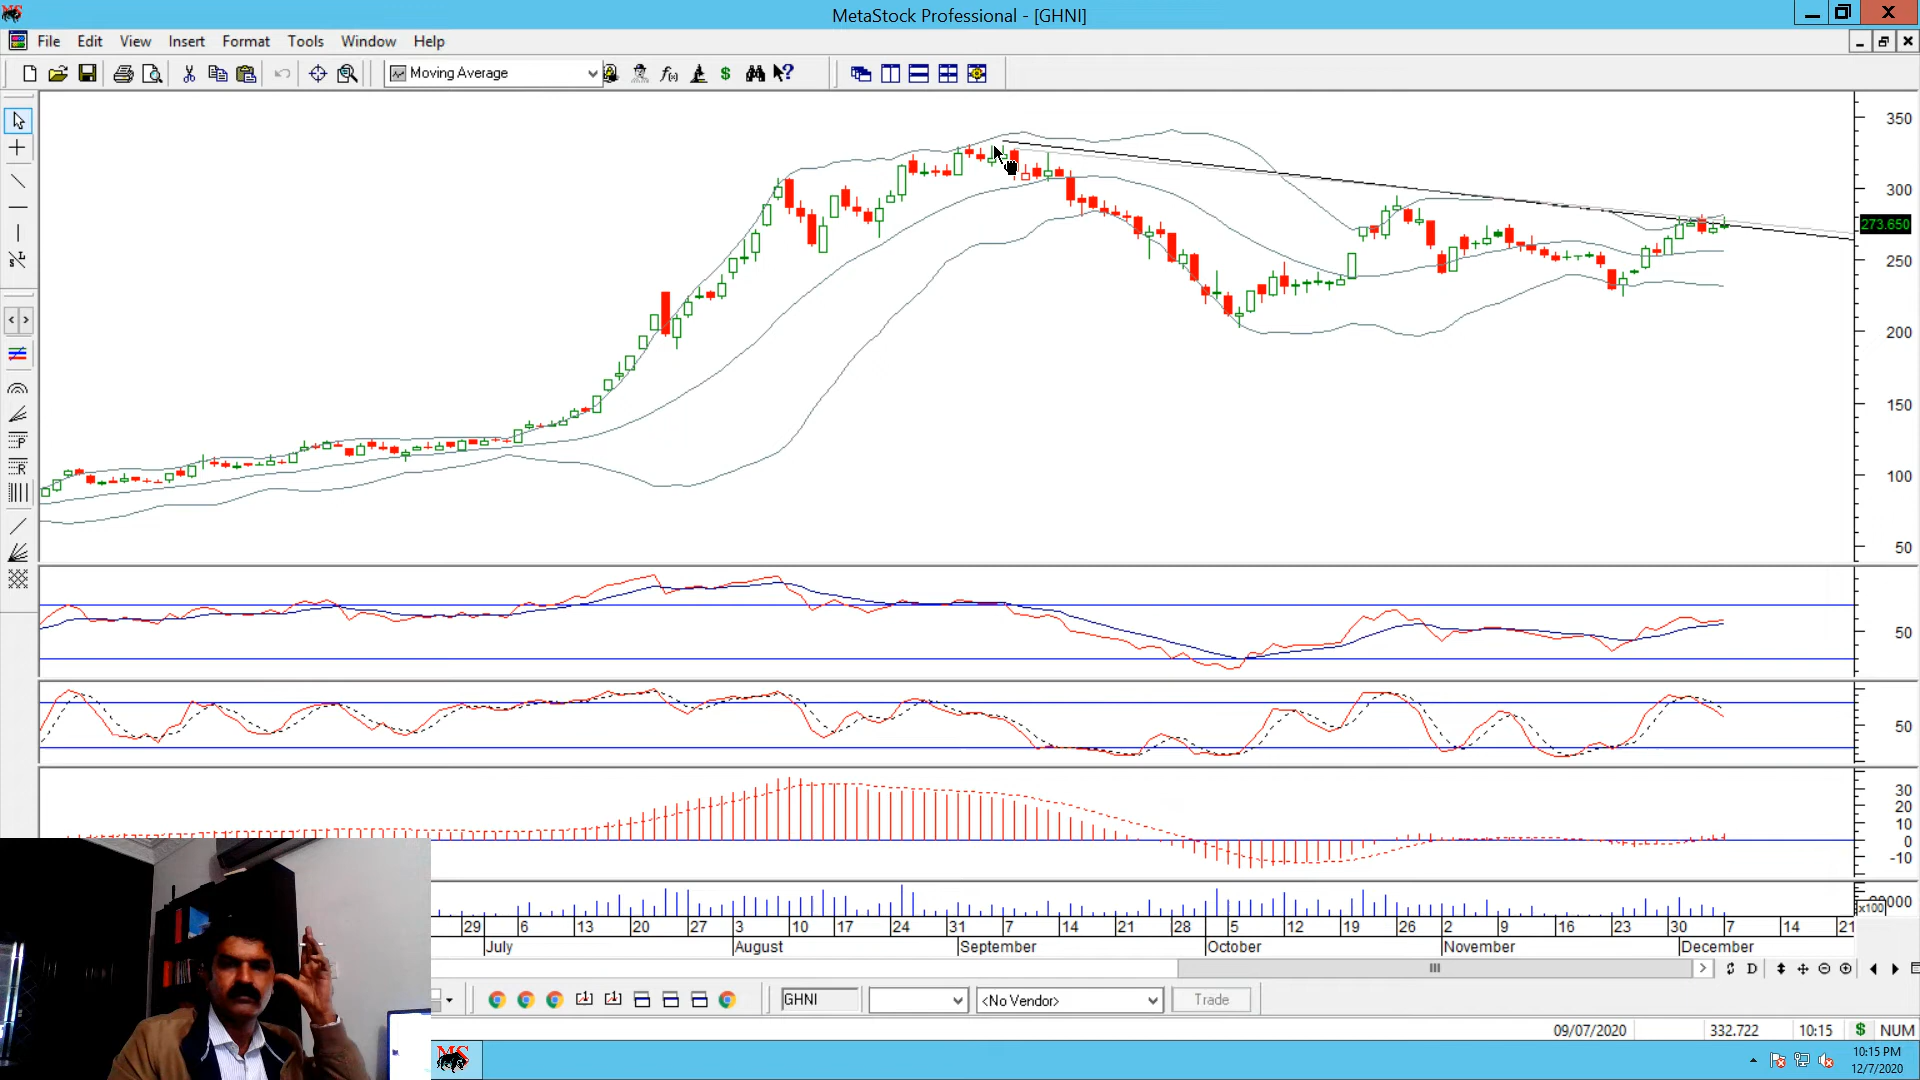 MS
MetaStock Professional - [GHNI]
File Edit View Insert Format Tools Window Help
Moving Average
350
300
273.650
250
200
150
100
50
50
50
30
20
10
0
-10
x100
29 6 13 20 27 3 10 17 24 31 7 14 21 28 5 12 19 26 2 9 16 23 30 7 14 21
July August September October November December
D
GHNI <No Vendor> Trade
09/07/2020 332.722 10:15 $ NUM
MS
10:15 PM
12/7/2020